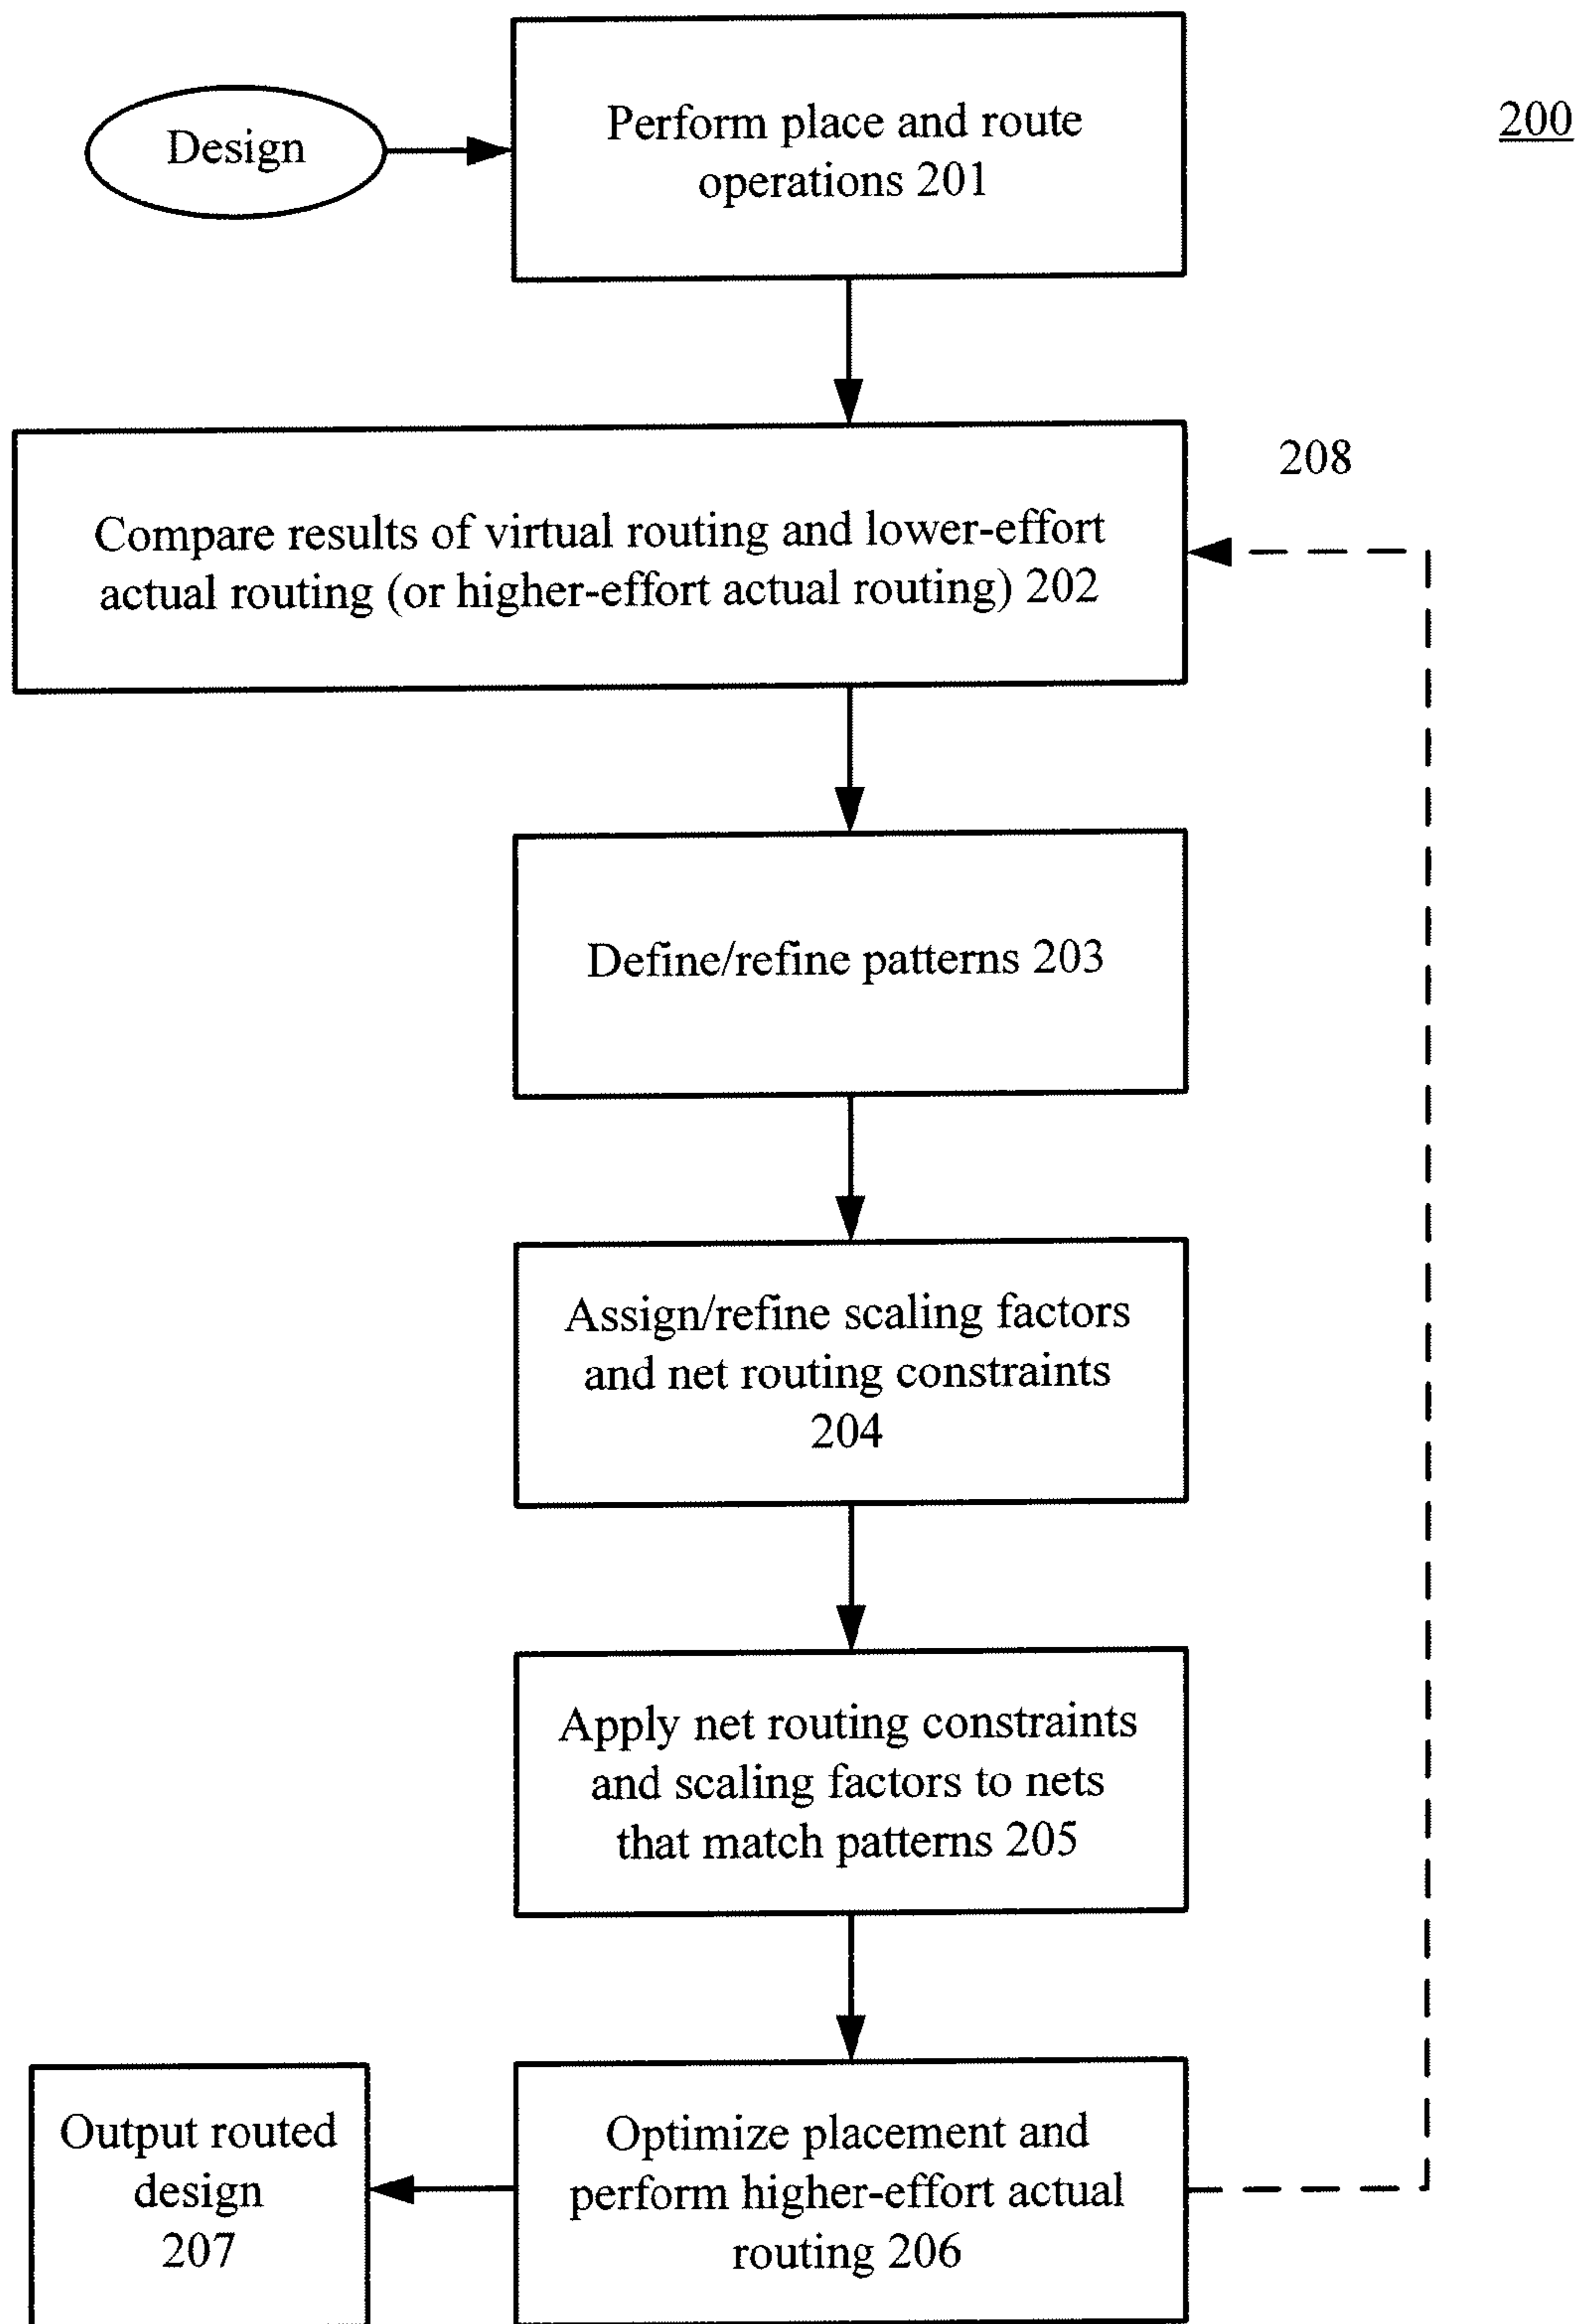 200
Design
Perform place and route
operations 201
208
Compare results of virtual routing and lower-effort
actual routing (or higher-effort actual routing) 202
Define/refine patterns 203
Assign/refine scaling factors
and net routing constraints
204
Apply net routing constraints
and scaling factors to nets
that match patterns 205
Optimize placement and
perform higher-effort actual
routing 206
Output routed
design
207